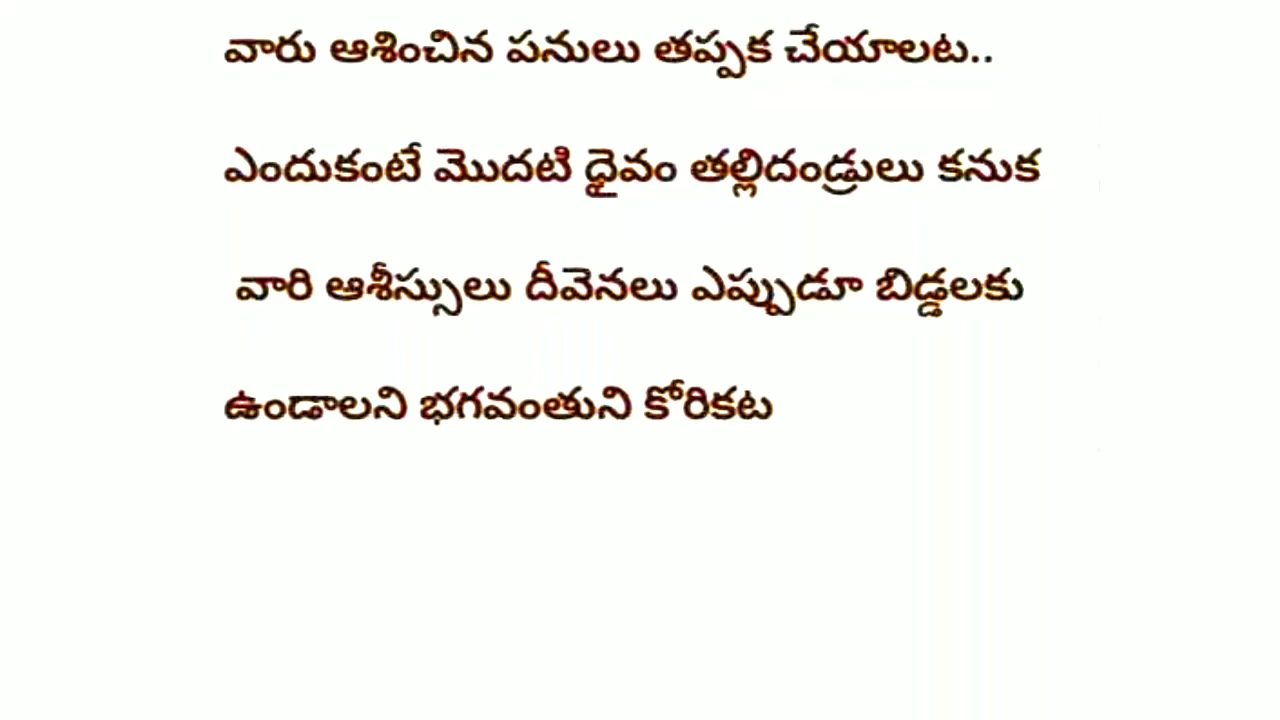 వారు ఆశించిన పనులు తప్పక చేయాలట..
ఎందుకంటే మొదటి ధైవం తల్లిదండ్రులు కనుక
వారి ఆశీస్సులు దీవెనలు ఎప్పుడూ బిడ్డలకు
ఉండాలని భగవంతుని కోరికట